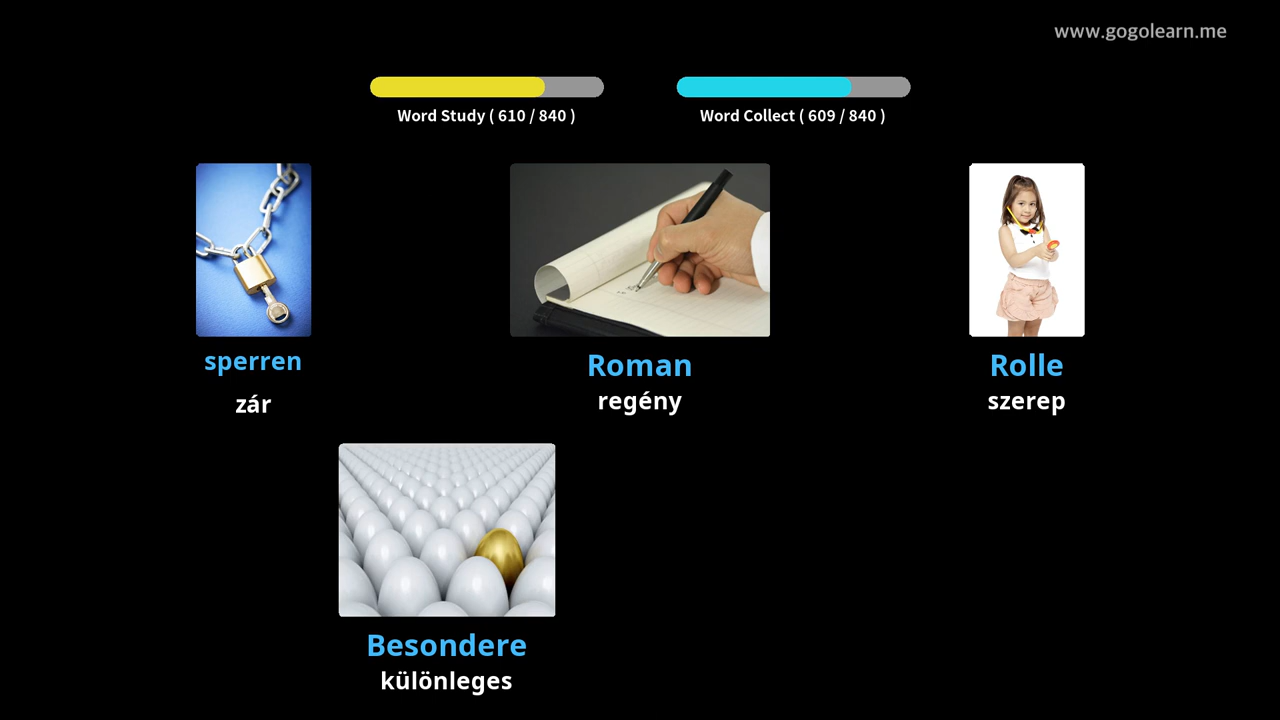 www.gogolearn.me
Word Study ( 610 / 840 )
Word Collect ( 609 / 840 )
sperren
zár
Roman
regény
Rolle
szerep
Besondere
különleges